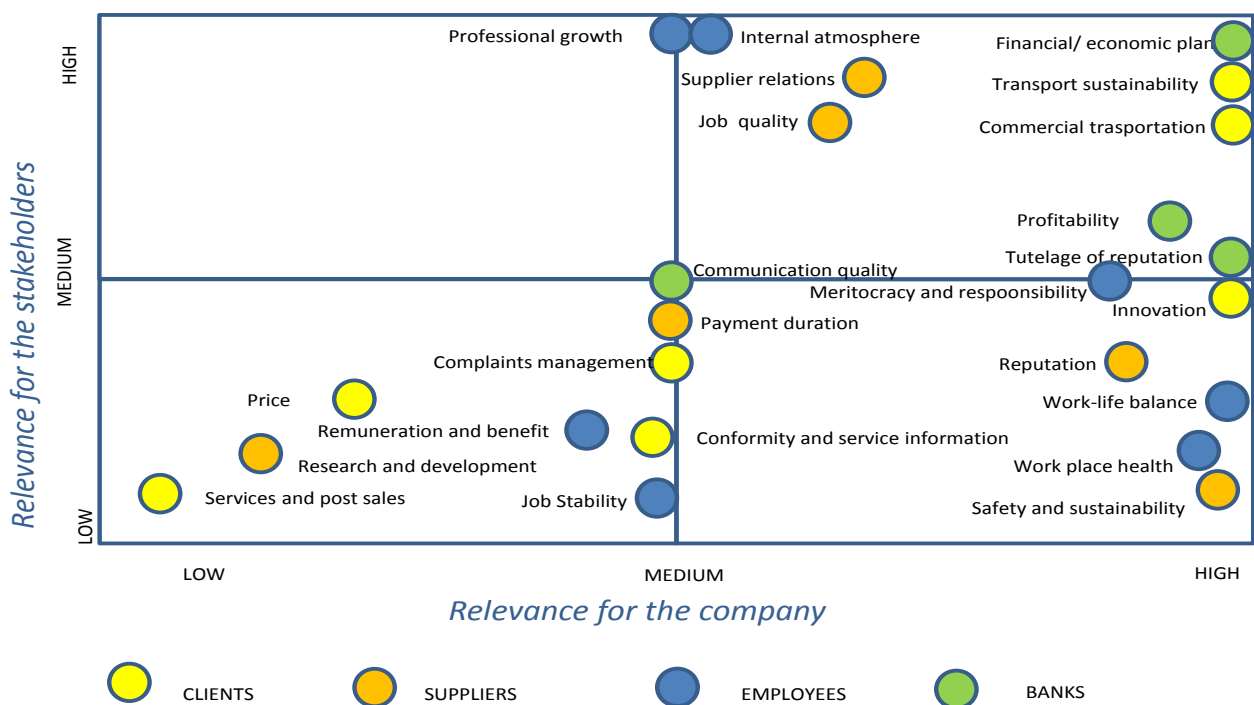 Professional growth
Internal atmosphere
Financial/ economic plan
HIGH
Supplier relations
Transport sustainability
Job quality
Commercial trasportation
Relevance for the stakeholders
Profitability
MEDIUM
Tutelage of reputation
Communication quality
Meritocracy and respoonsibility
Innovation
Payment duration
Complaints management
Reputation
Price
Work-life balance
Remuneration and benefit
Conformity and service information
Research and development
Work place health
Services and post sales
Job Stability
Safety and sustainability
LOW
LOW
MEDIUM
HIGH
Relevance for the company
CLIENTS
SUPPLIERS
EMPLOYEES
BANKS